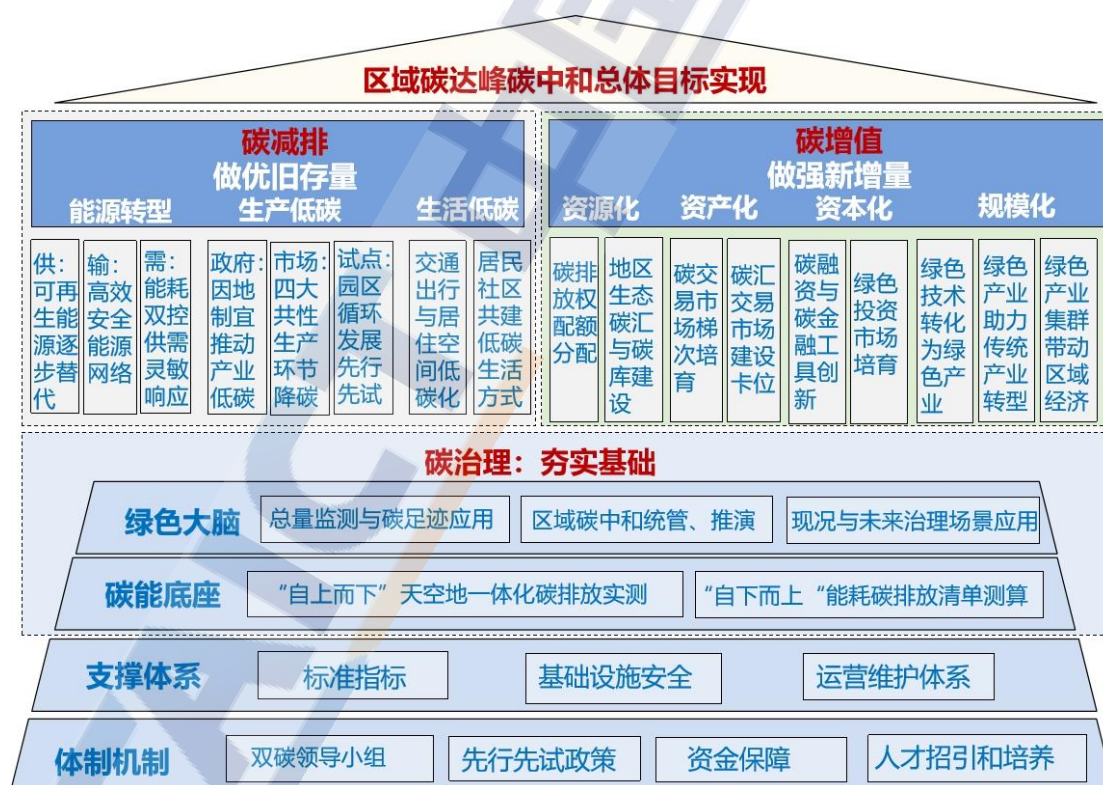 区域碳达峰碳中和总体目标实现
碳减排
做优旧存量
能源转型 生产低碳 生活低碳
碳增值
做强新增量
资源化 资产化 资本化 规模化
供：
可再
生能
源逐
步替
代
输：
高效
安全
能源
网络
需：
能耗
双控
供需
灵敏
响应
政府：
因地
制宜
推动
产业
低碳
市场：
四大
共性
生产
环节
降碳
试点：
园区
循环
发展
先行
先试
交通
出行
与居
住空
间低
碳化
居民
社区
共建
低碳
生活
方式
碳排
放权
配额
分配
地区
生态
碳汇
与碳
库建
设
碳交
易市
场梯
次培
育
碳汇
交易
市场
建设
卡位
碳融
资与
碳金
融工
具创
新
绿色
投资
市场
培育
绿色
技术
转化
为绿
色产
业
绿色
产业
助力
传统
产业
转型
绿色
产业
集群
带动
区域
经济
碳治理：夯实基础
绿色大脑 总量监测与碳足迹应用 区域碳中和统管、推演 现况与未来治理场景应用
碳能底座 “自上而下”天空地一体化碳排放实测 “自下而上“能耗碳排放清单测算
支撑体系 标准指标 基础设施安全 运营维护体系
体制机制 双碳领导小组 先行先试政策 资金保障 人才招引和培养